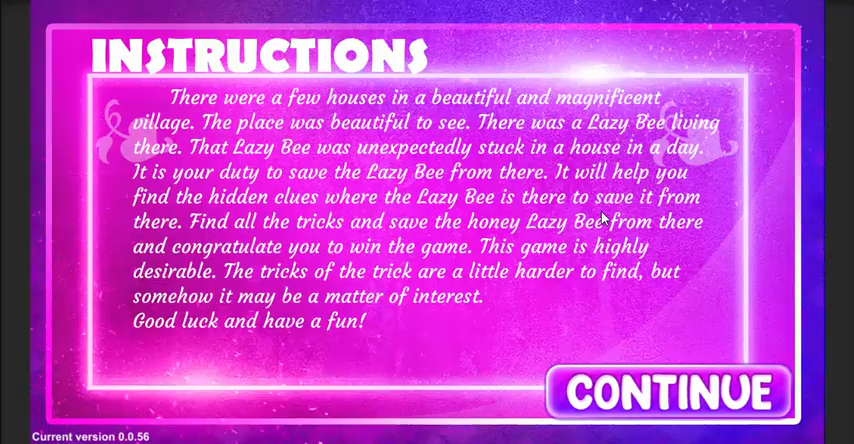 INSTRUCTIONS
There were a few houses in a beautiful and magnificent
village. The place was beautiful to see. There was a Lazy Bee living
there. That Lazy Bee was unexpectedly stuck in a house in a day.
It is your duty to save the Lazy Bee from there. It will help you
find the hidden clues where the Lazy Bee is there to save it from
there. Find all the tricks and save the honey Lazy Bee from there
and congratulate you to win the game. This game is highly
desirable. The tricks of the trick are a little harder to find, but
somehow it may be a matter of interest.
Good luck and have a fun!
CONTINUE
Current version 0.0.56